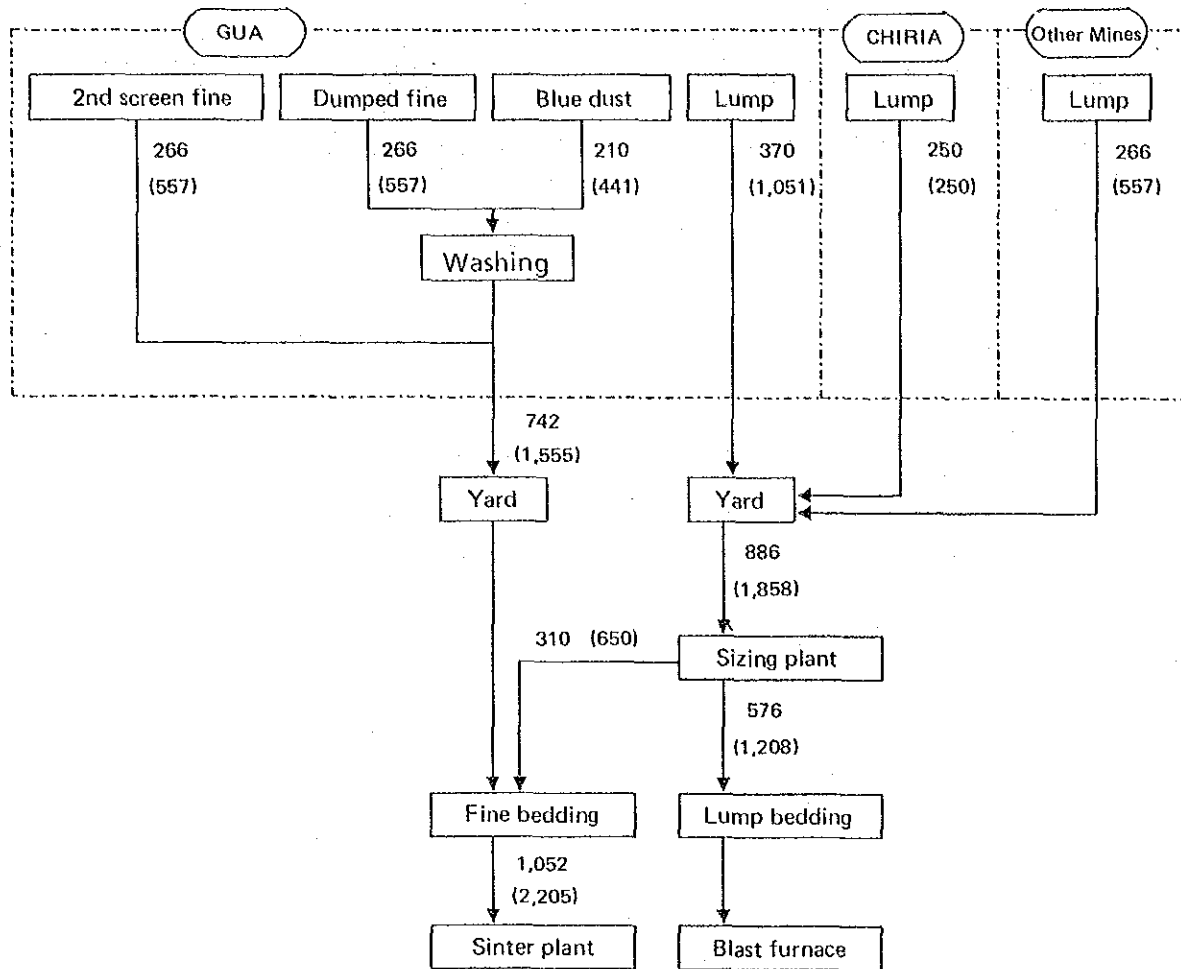 GUA
CHIRIA
Other Mines
2nd screen fine
Dumped fine
Blue dust
Lump
Lump
Lump
266
(557)
266
(557)
210
(441)
370
(1,051)
250
(250)
266
(557)
Washing
742
(1,555)
Yard
Yard
886
(1,858)
310 (650)
Sizing plant
576
(1,208)
Fine bedding
Lump bedding
1,052
(2,205)
Sinter plant
Blast furnace